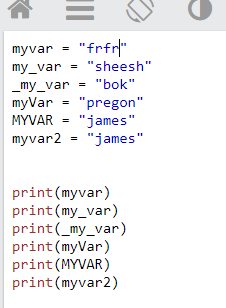 myvar = "frfr"
my_var = "sheesh"
_my_var = "bok"
myVar = "pregon"
MYVAR = "james"
myvar2 = "james"
print(myvar)
print(my_var)
print(_my_var)
print(myVar)
print(MYVAR)
print(myvar2)